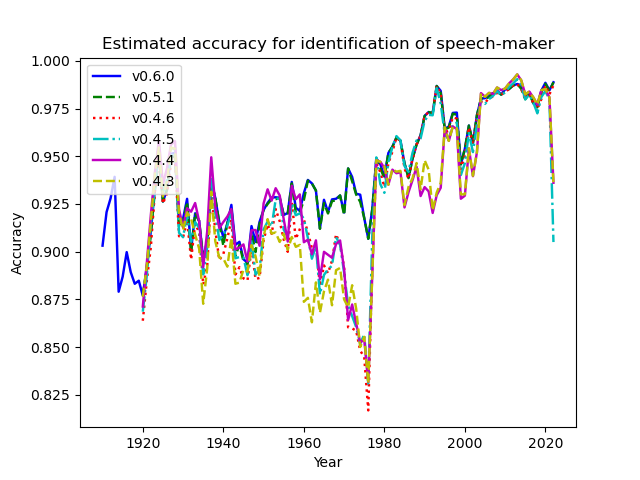 Estimated accuracy for identification of speech-maker
1.000
0.975
0.950
0.925
0.900
0.875
0.850
0.825
Accuracy
v0.6.0
v0.5.1
v0.4.6
v0.4.5
v0.4.4
v0.4.3
1920 1940 1960 1980 2000 2020
Year